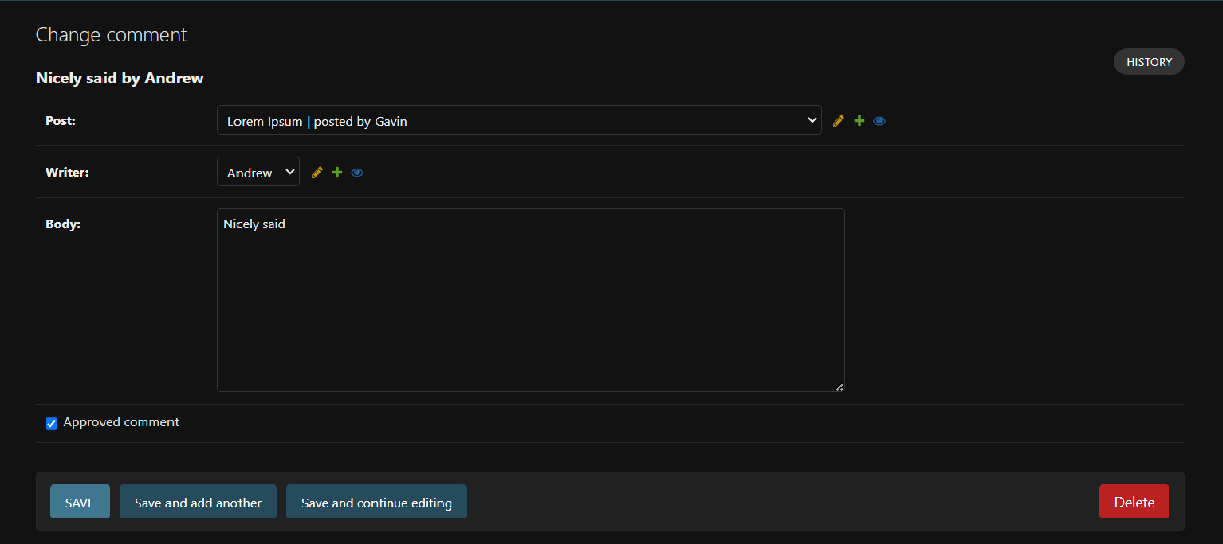 Change comment
HISTORY
Nicely said by Andrew
Post: Lorem Ipsum | posted by Gavin
Writer: Andrew
Body: Nicely said
Approved comment
SAVE Save and add another Save and continue editing Delete